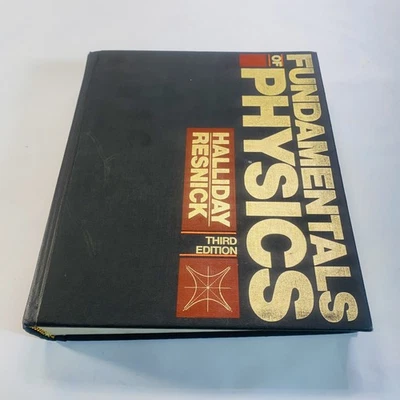 FUNDAMENTALS
OF
PHYSICS
HALLIDAY
RESNICK
THIRD
EDITION